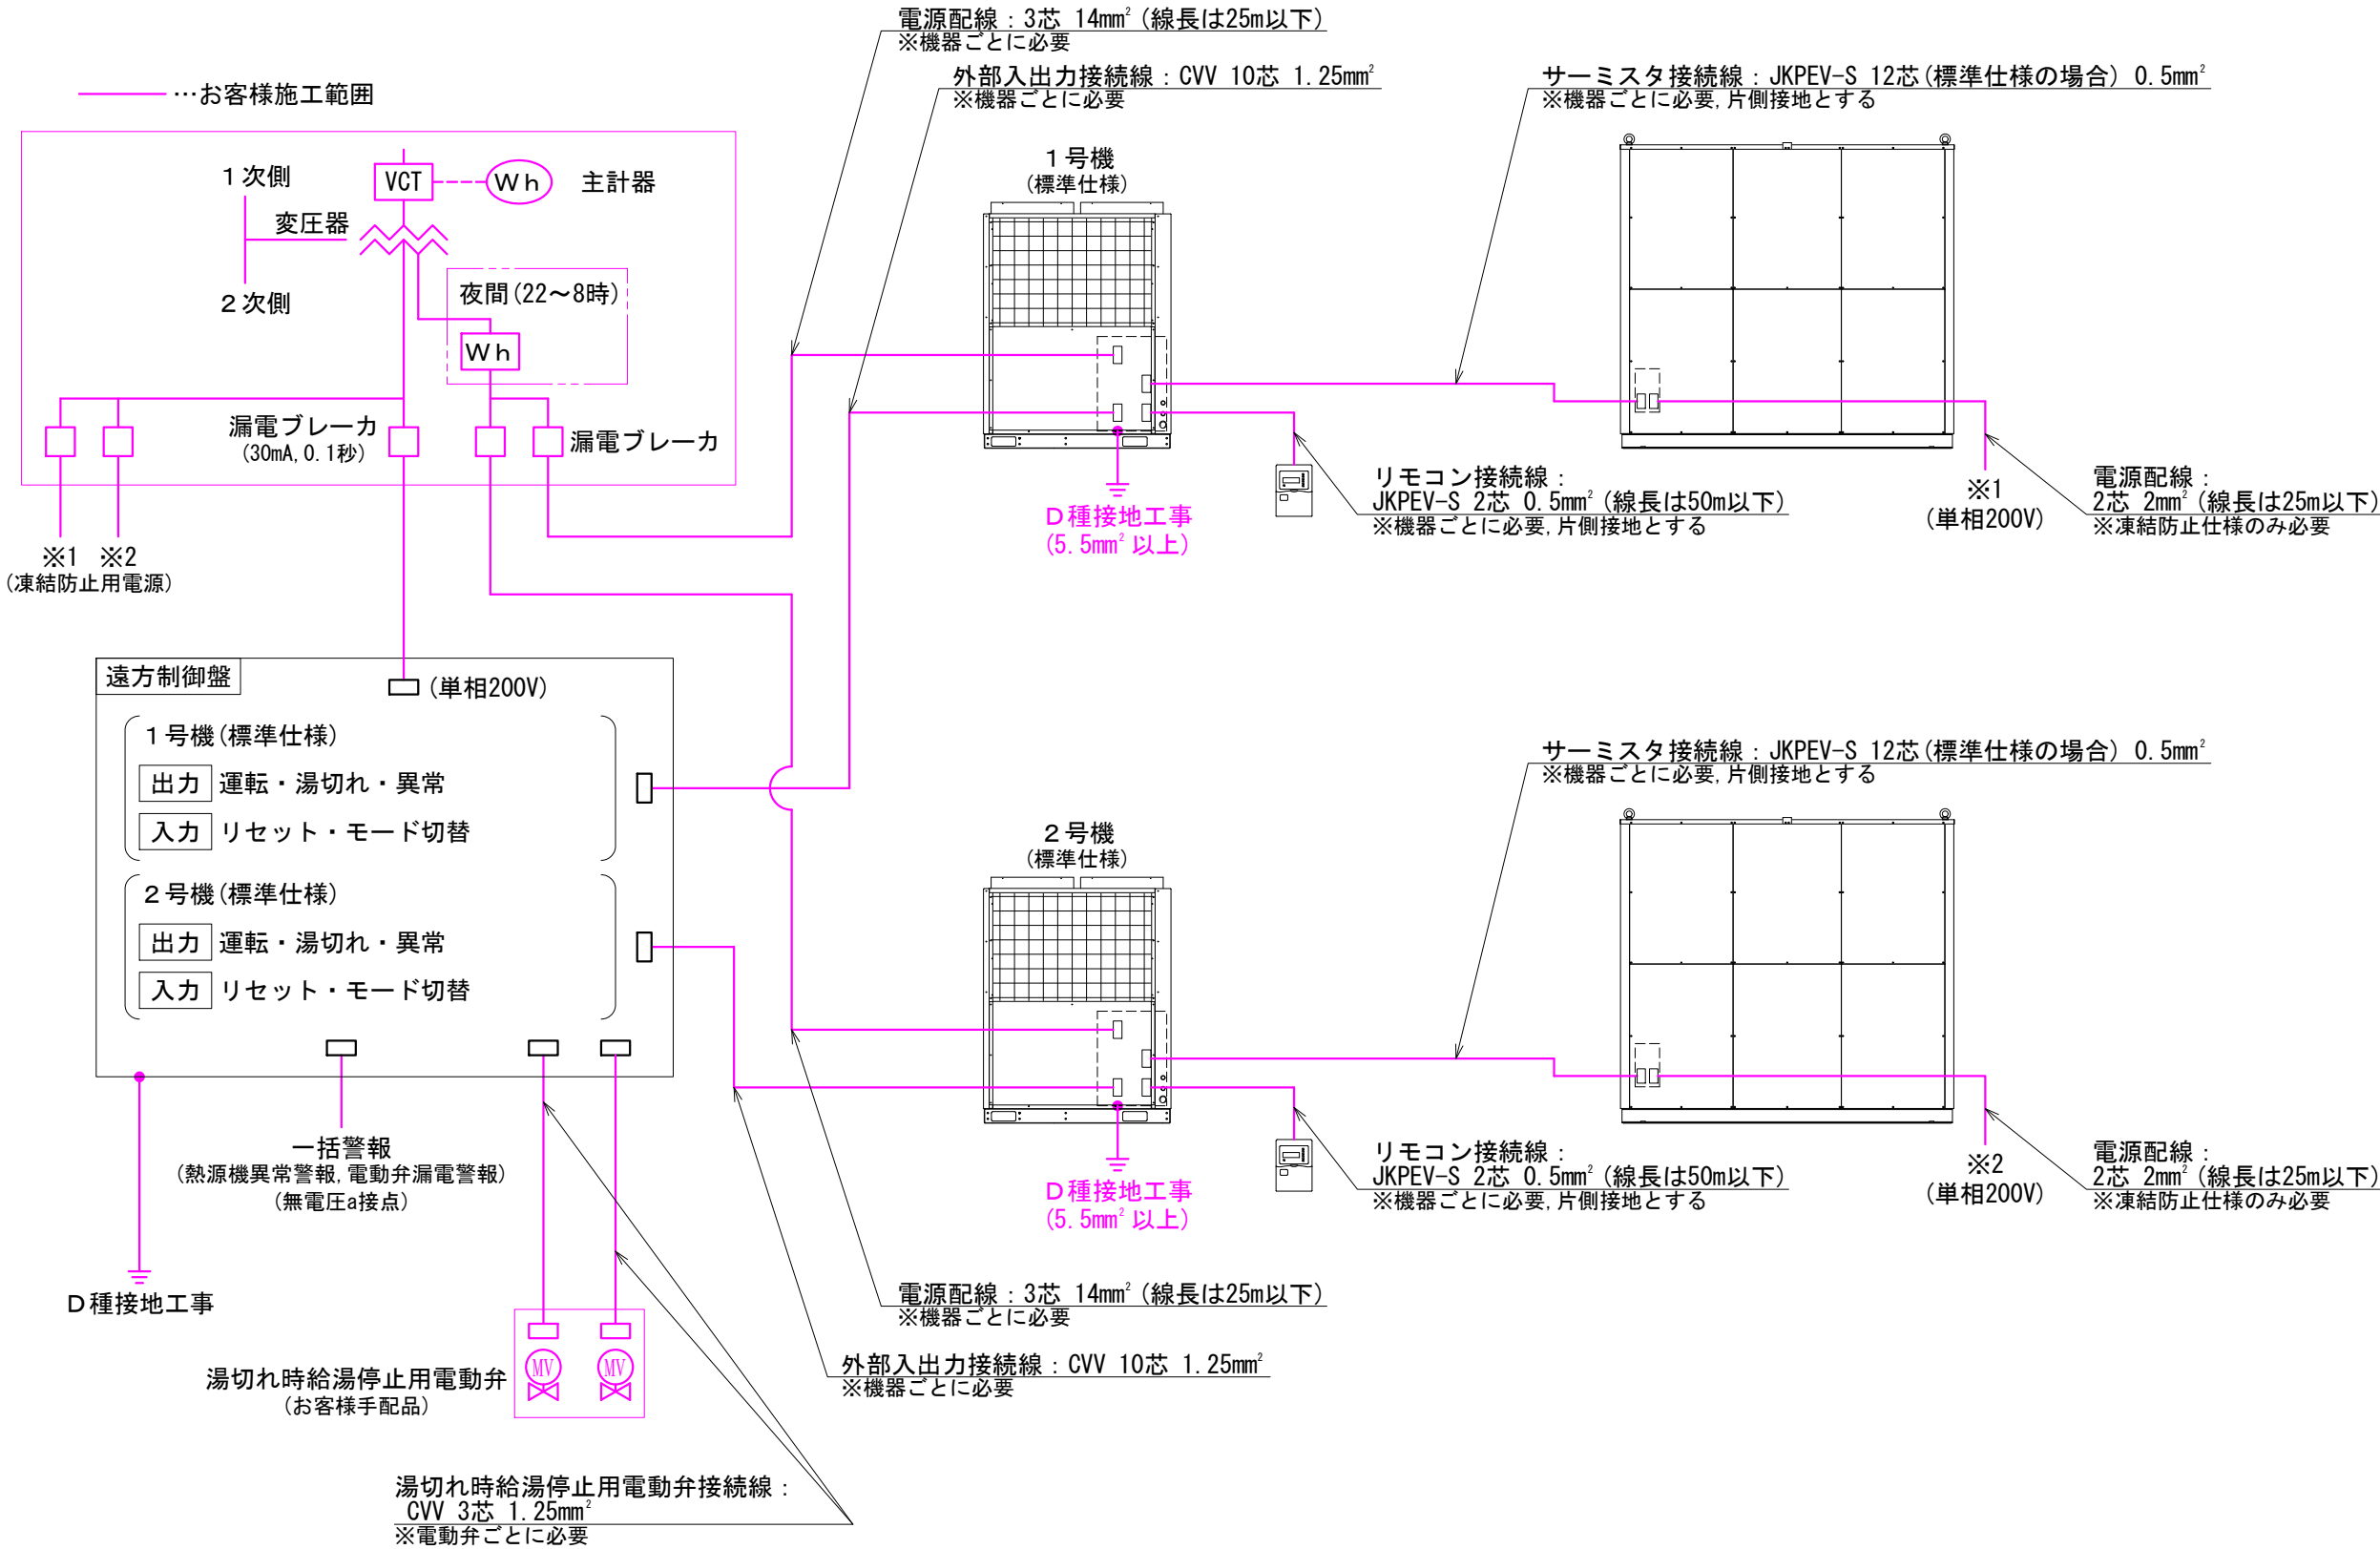 …お客様施工範囲
1次側
VCT
Wh
主計器
変圧器
2次側
夜間(22～8時)
Wh
漏電ブレーカ
(30mA,0.1秒)
漏電ブレーカ
※1
※2
(凍結防止用電源)
電源配線：3芯 14mm²(線長は25m以下)
※機器ごとに必要
外部入出力接続線：CVV 10芯 1.25mm²
※機器ごとに必要
1号機
(標準仕様)
D種接地工事
(5.5mm²以上)
サーミスタ接続線：JKPEV-S 12芯(標準仕様の場合) 0.5mm²
※機器ごとに必要,片側接地とする
リモコン接続線：
JKPEV-S 2芯 0.5mm²(線長は50m以下)
※機器ごとに必要,片側接地とする
※1
(単相200V)
電源配線：
2芯 2mm²(線長は25m以下)
※凍結防止仕様のみ必要
遠方制御盤
(単相200V)
1号機(標準仕様)
出力 運転・湯切れ・異常
入力 リセット・モード切替
2号機(標準仕様)
出力 運転・湯切れ・異常
入力 リセット・モード切替
一括警報
(熱源機異常警報,電動弁漏電警報)
(無電圧a接点)
D種接地工事
MV
MV
湯切れ時給湯停止用電動弁
(お客様手配品)
湯切れ時給湯停止用電動弁接続線：
CVV 3芯 1.25mm²
※電動弁ごとに必要
2号機
(標準仕様)
D種接地工事
(5.5mm²以上)
電源配線：3芯 14mm²(線長は25m以下)
※機器ごとに必要
外部入出力接続線：CVV 10芯 1.25mm²
※機器ごとに必要
サーミスタ接続線：JKPEV-S 12芯(標準仕様の場合) 0.5mm²
※機器ごとに必要,片側接地とする
リモコン接続線：
JKPEV-S 2芯 0.5mm²(線長は50m以下)
※機器ごとに必要,片側接地とする
※2
(単相200V)
電源配線：
2芯 2mm²(線長は25m以下)
※凍結防止仕様のみ必要